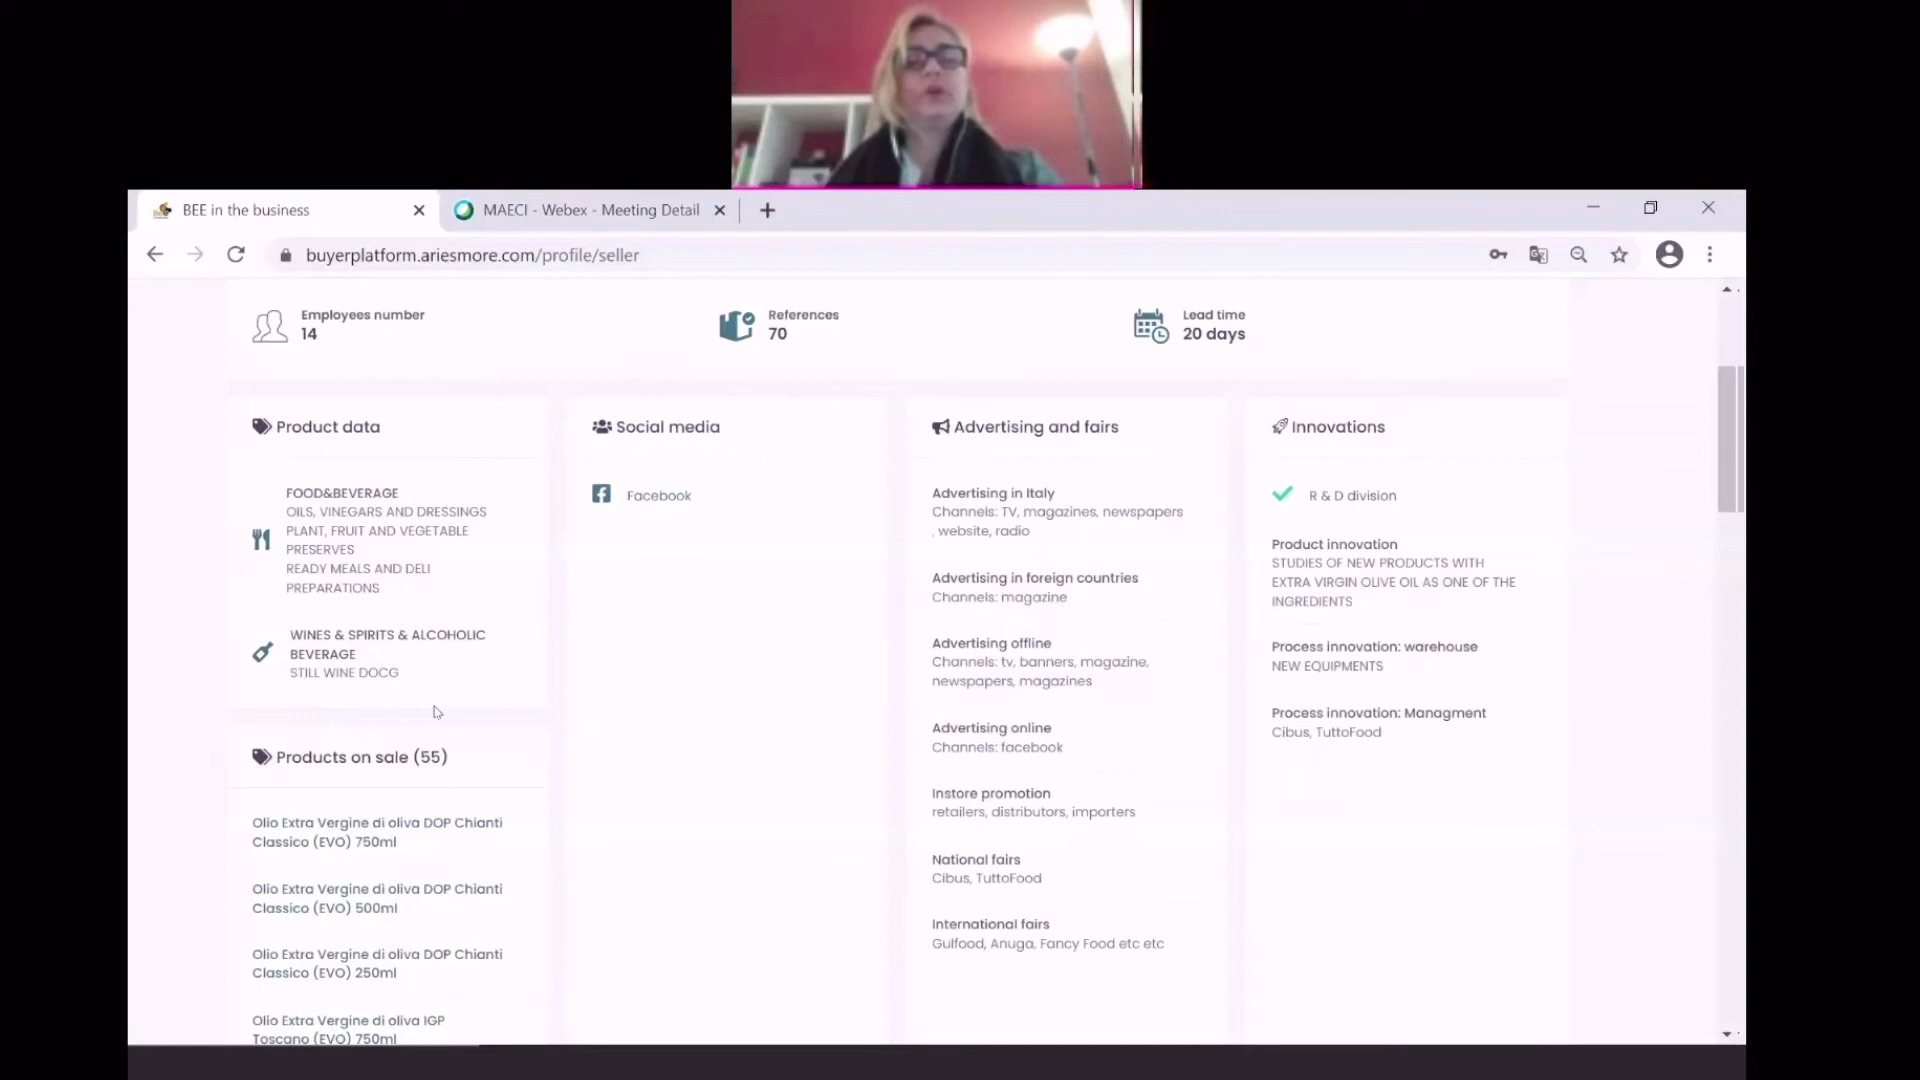 BEE in the business
MAECI - Webex - Meeting Detail
buyerplatform.ariesmore.com/profile/seller
Employees number
14
References
70
Lead time
20 days
Product data
FOOD&BEVERAGE
OILS, VINEGARS AND DRESSINGS
PLANT, FRUIT AND VEGETABLE
PRESERVES
READY MEALS AND DELI
PREPARATIONS
WINES & SPIRITS & ALCOHOLIC
BEVERAGE
STILL WINE DOCG
Products on sale (55)
Olio Extra Vergine di oliva DOP Chianti
Classico (EVO) 750ml
Olio Extra Vergine di oliva DOP Chianti
Classico (EVO) 500ml
Olio Extra Vergine di oliva DOP Chianti
Classico (EVO) 250ml
Olio Extra Vergine di oliva IGP
Toscano (EVO) 750ml
Social media
Facebook
Advertising and fairs
Advertising in Italy
Channels: TV, magazines, newspapers
, website, radio
Advertising in foreign countries
Channels: magazine
Advertising offline
Channels: tv, banners, magazine,
newspapers, magazines
Advertising online
Channels: facebook
Instore promotion
retailers, distributors, importers
National fairs
Cibus, TuttoFood
International fairs
Gulfood, Anuga, Fancy Food etc etc
Innovations
R & D division
Product innovation
STUDIES OF NEW PRODUCTS WITH
EXTRA VIRGIN OLIVE OIL AS ONE OF THE
INGREDIENTS
Process innovation: warehouse
NEW EQUIPMENTS
Process innovation: Managment
Cibus, TuttoFood